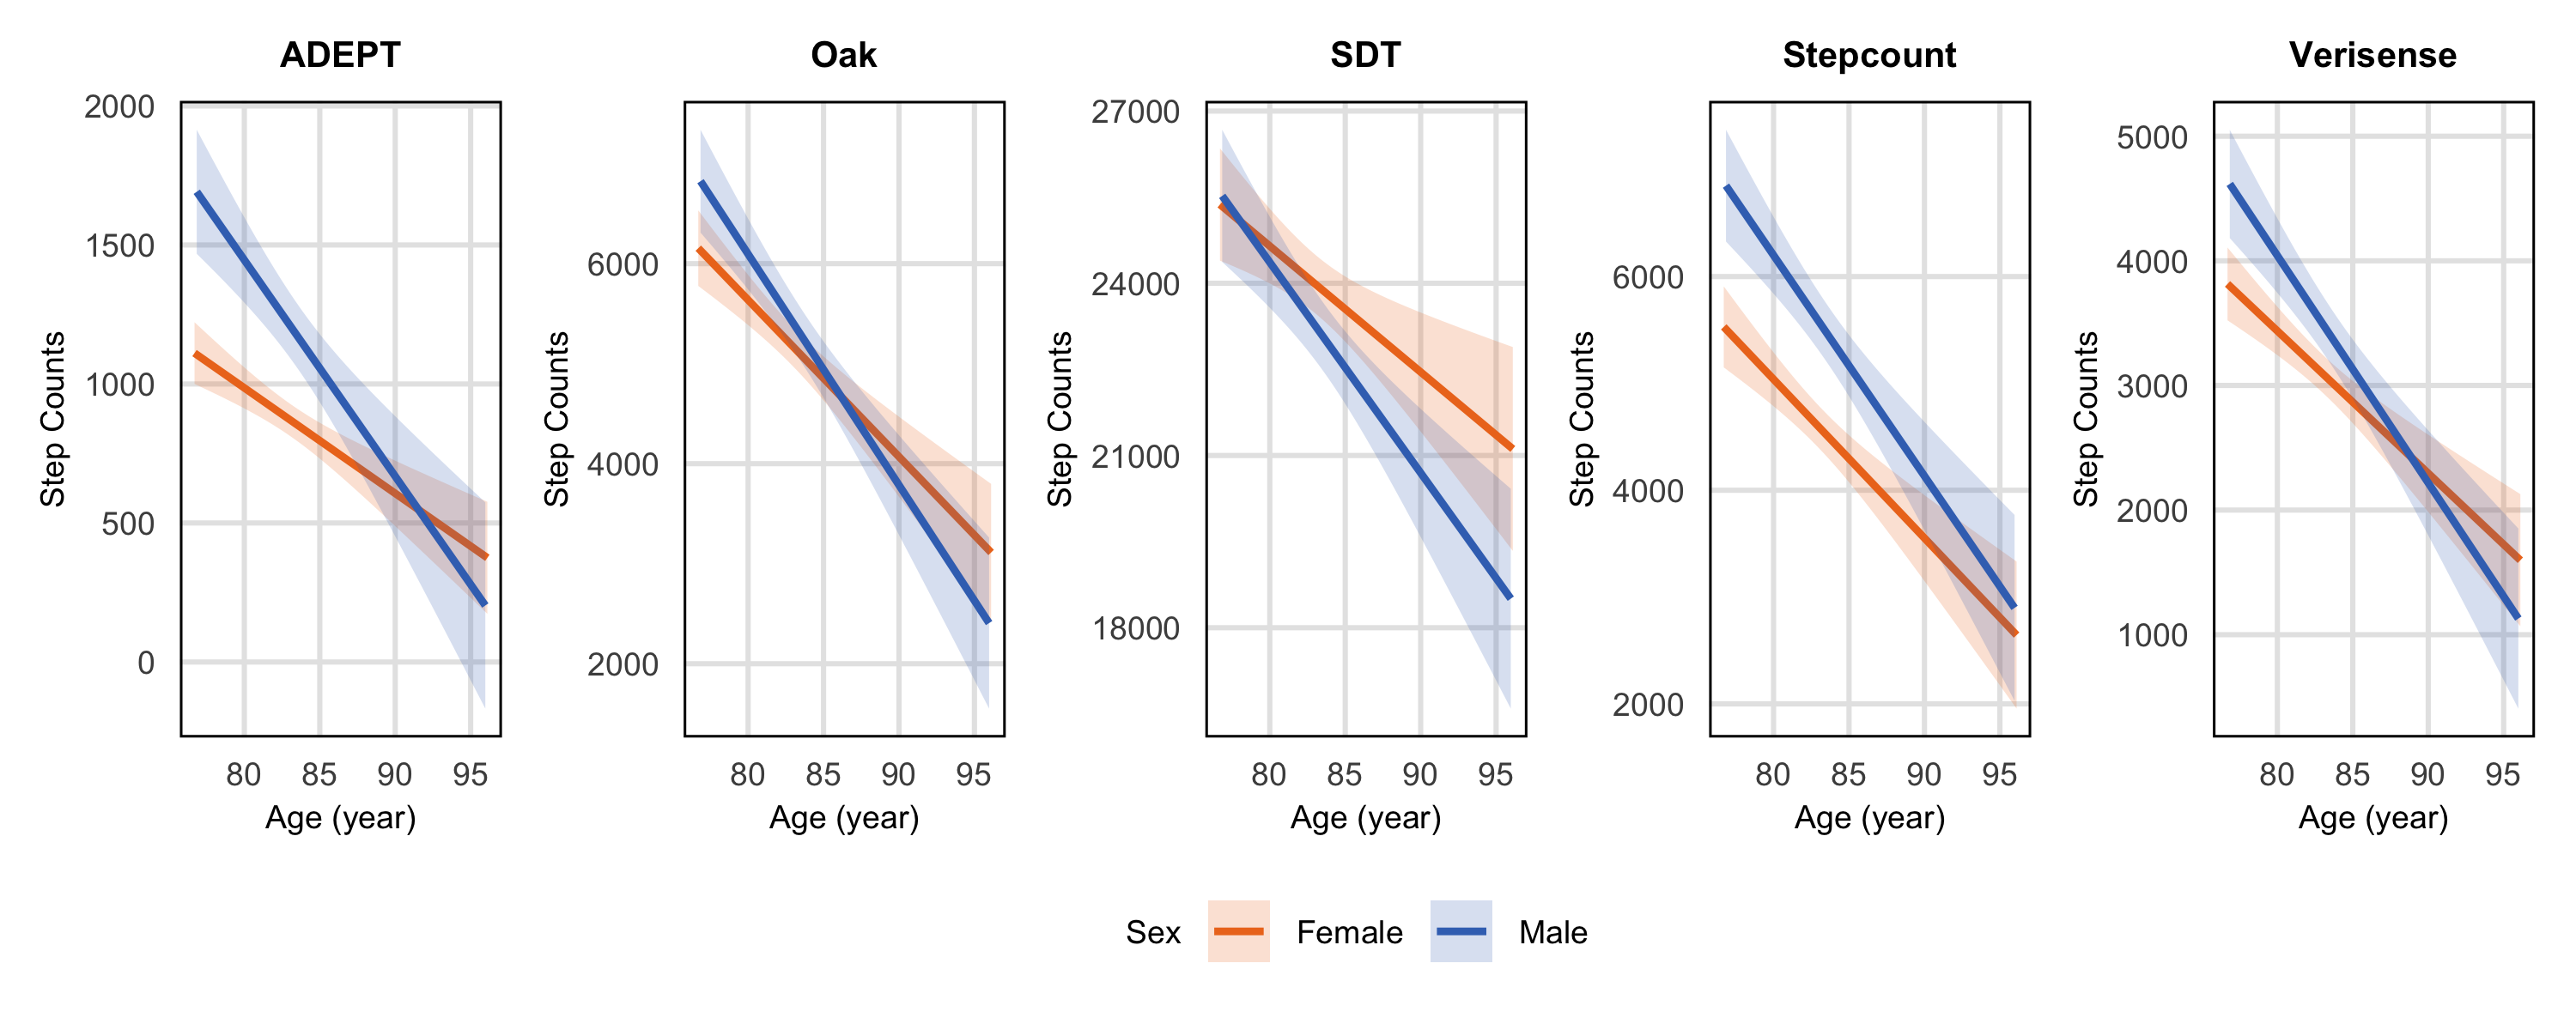 ADEPT
Oak
SDT
Stepcount
Verisense
Step Counts
2000
1500
1000
500
0
80 85 90 95
Age (year)
Step Counts
6000
4000
2000
80 85 90 95
Age (year)
Step Counts
27000
24000
21000
18000
80 85 90 95
Age (year)
Step Counts
6000
4000
2000
80 85 90 95
Age (year)
Step Counts
5000
4000
3000
2000
1000
80 85 90 95
Age (year)
Sex Female Male